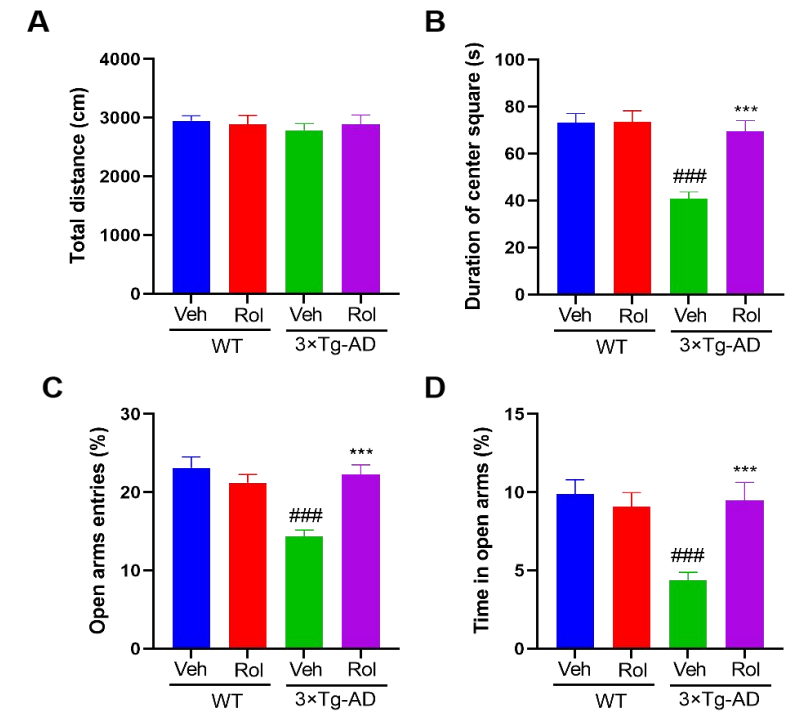 A
Total distance (cm)
4000
3000
2000
1000
0
Veh Rol Veh Rol
WT 3×Tg-AD
B
Duration of center square (s)
100
80
60
40
20
0
###
***
Veh Rol Veh Rol
WT 3×Tg-AD
C
Open arms entries (%)
30
20
10
0
###
***
Veh Rol Veh Rol
WT 3×Tg-AD
D
Time in open arms (%)
15
10
5
0
###
***
Veh Rol Veh Rol
WT 3×Tg-AD